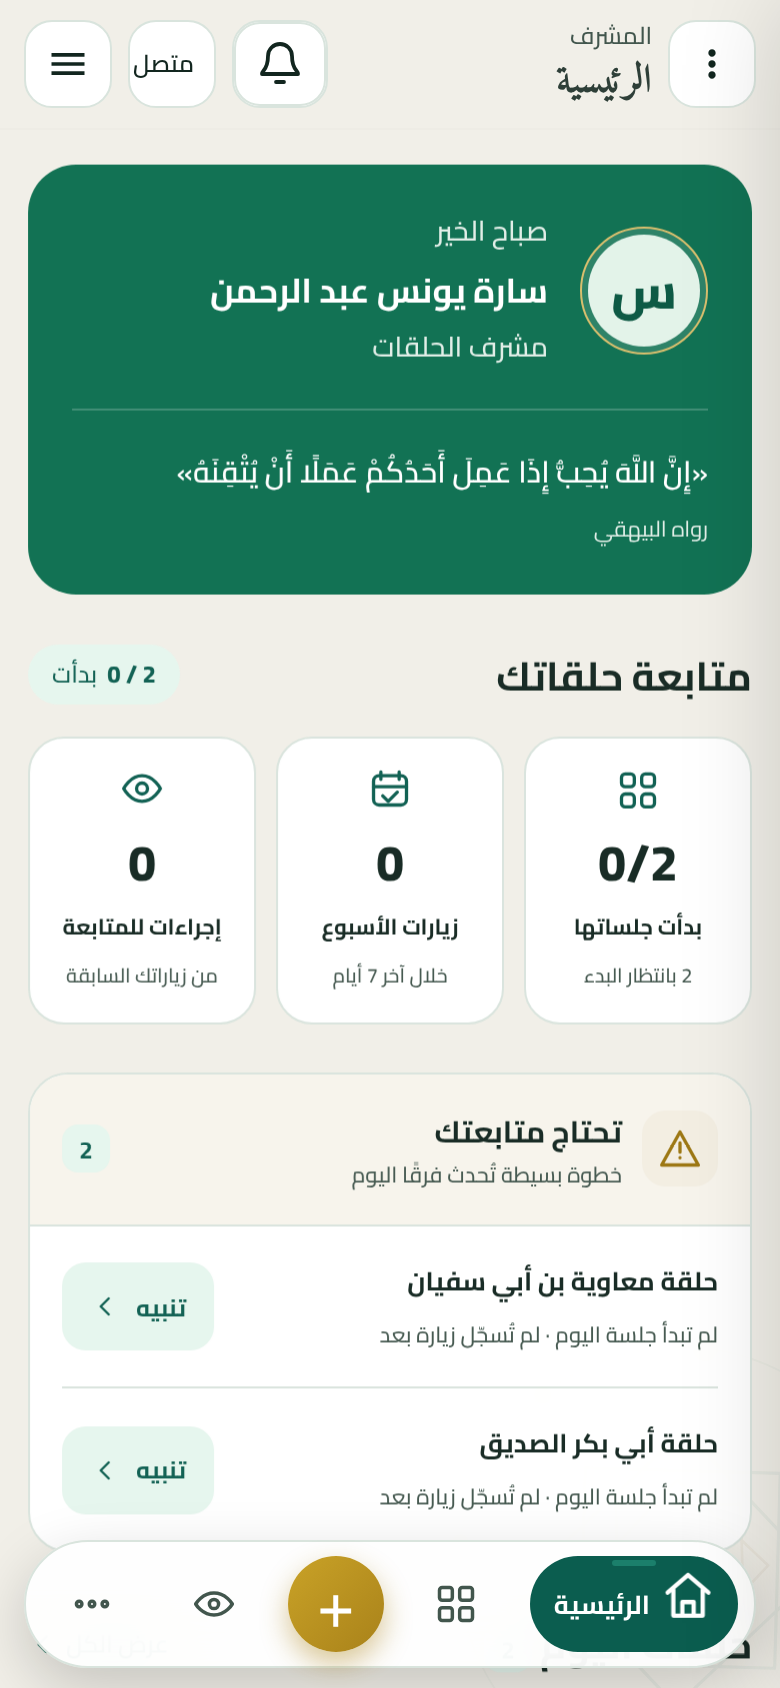 المشرف
الرئيسية
متصل
صباح الخير
س
سارة يونس عبد الرحمن
مشرف الحلقات
«إِنَّ اللَّهَ يُحِبُّ إِذَا عَمِلَ أَحَدُكُمْ عَمَلًا أَنْ يُتْقِنَهُ»
رواه البيهقي
متابعة حلقاتك
0 / 2 بدأت
0/2
بدأت جلساتها
2 بانتظار البدء
0
زيارات الأسبوع
خلال آخر 7 أيام
0
إجراءات للمتابعة
من زياراتك السابقة
تحتاج متابعتك
خطوة بسيطة تُحدث فرقًا اليوم
2
حلقة معاوية بن أبي سفيان
لم تبدأ جلسة اليوم · لم تُسجّل زيارة بعد
تنبيه
حلقة أبي بكر الصديق
لم تبدأ جلسة اليوم · لم تُسجّل زيارة بعد
تنبيه
الرئيسية
عرض الكل